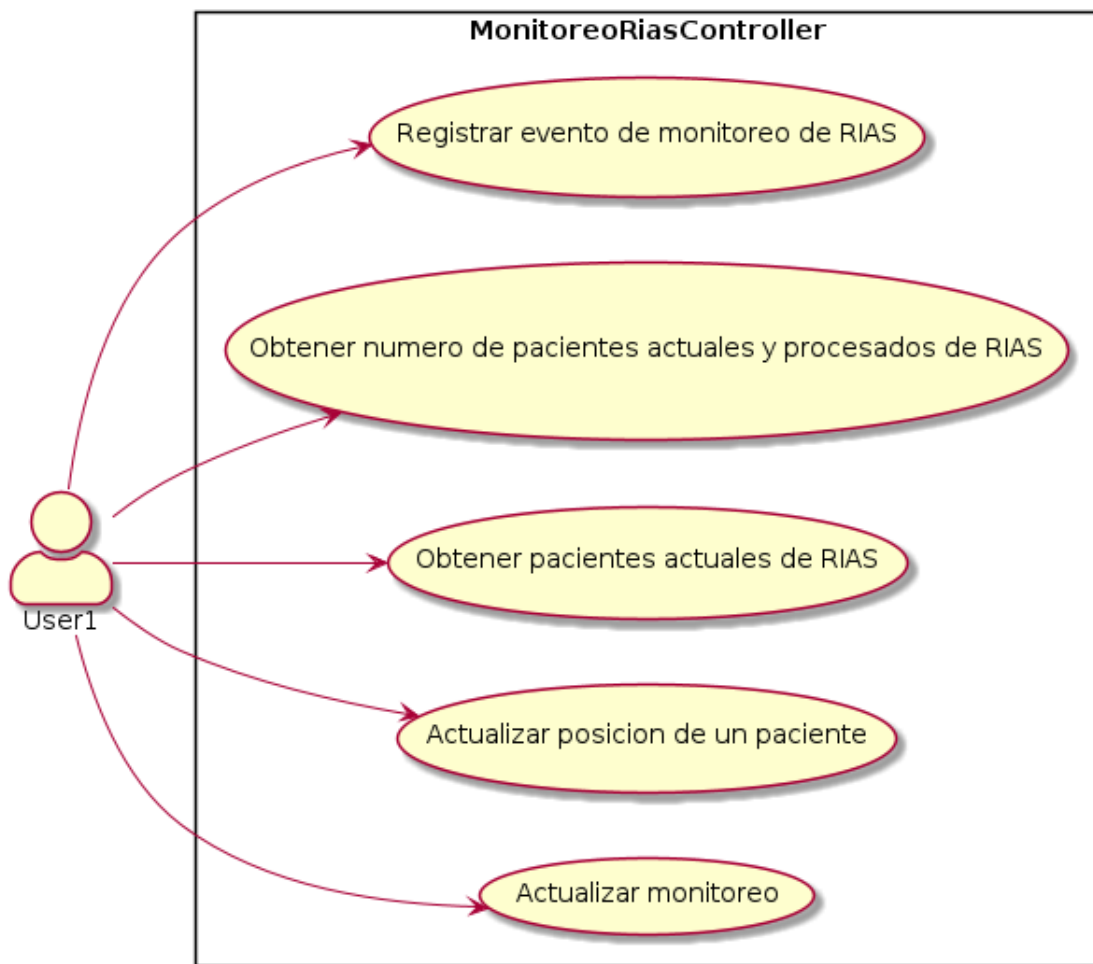 MonitoreoRiasController
Registrar evento de monitoreo de RIAS
Obtener numero de pacientes actuales y procesados de RIAS
Obtener pacientes actuales de RIAS
User1
Actualizar posicion de un paciente
Actualizar monitoreo